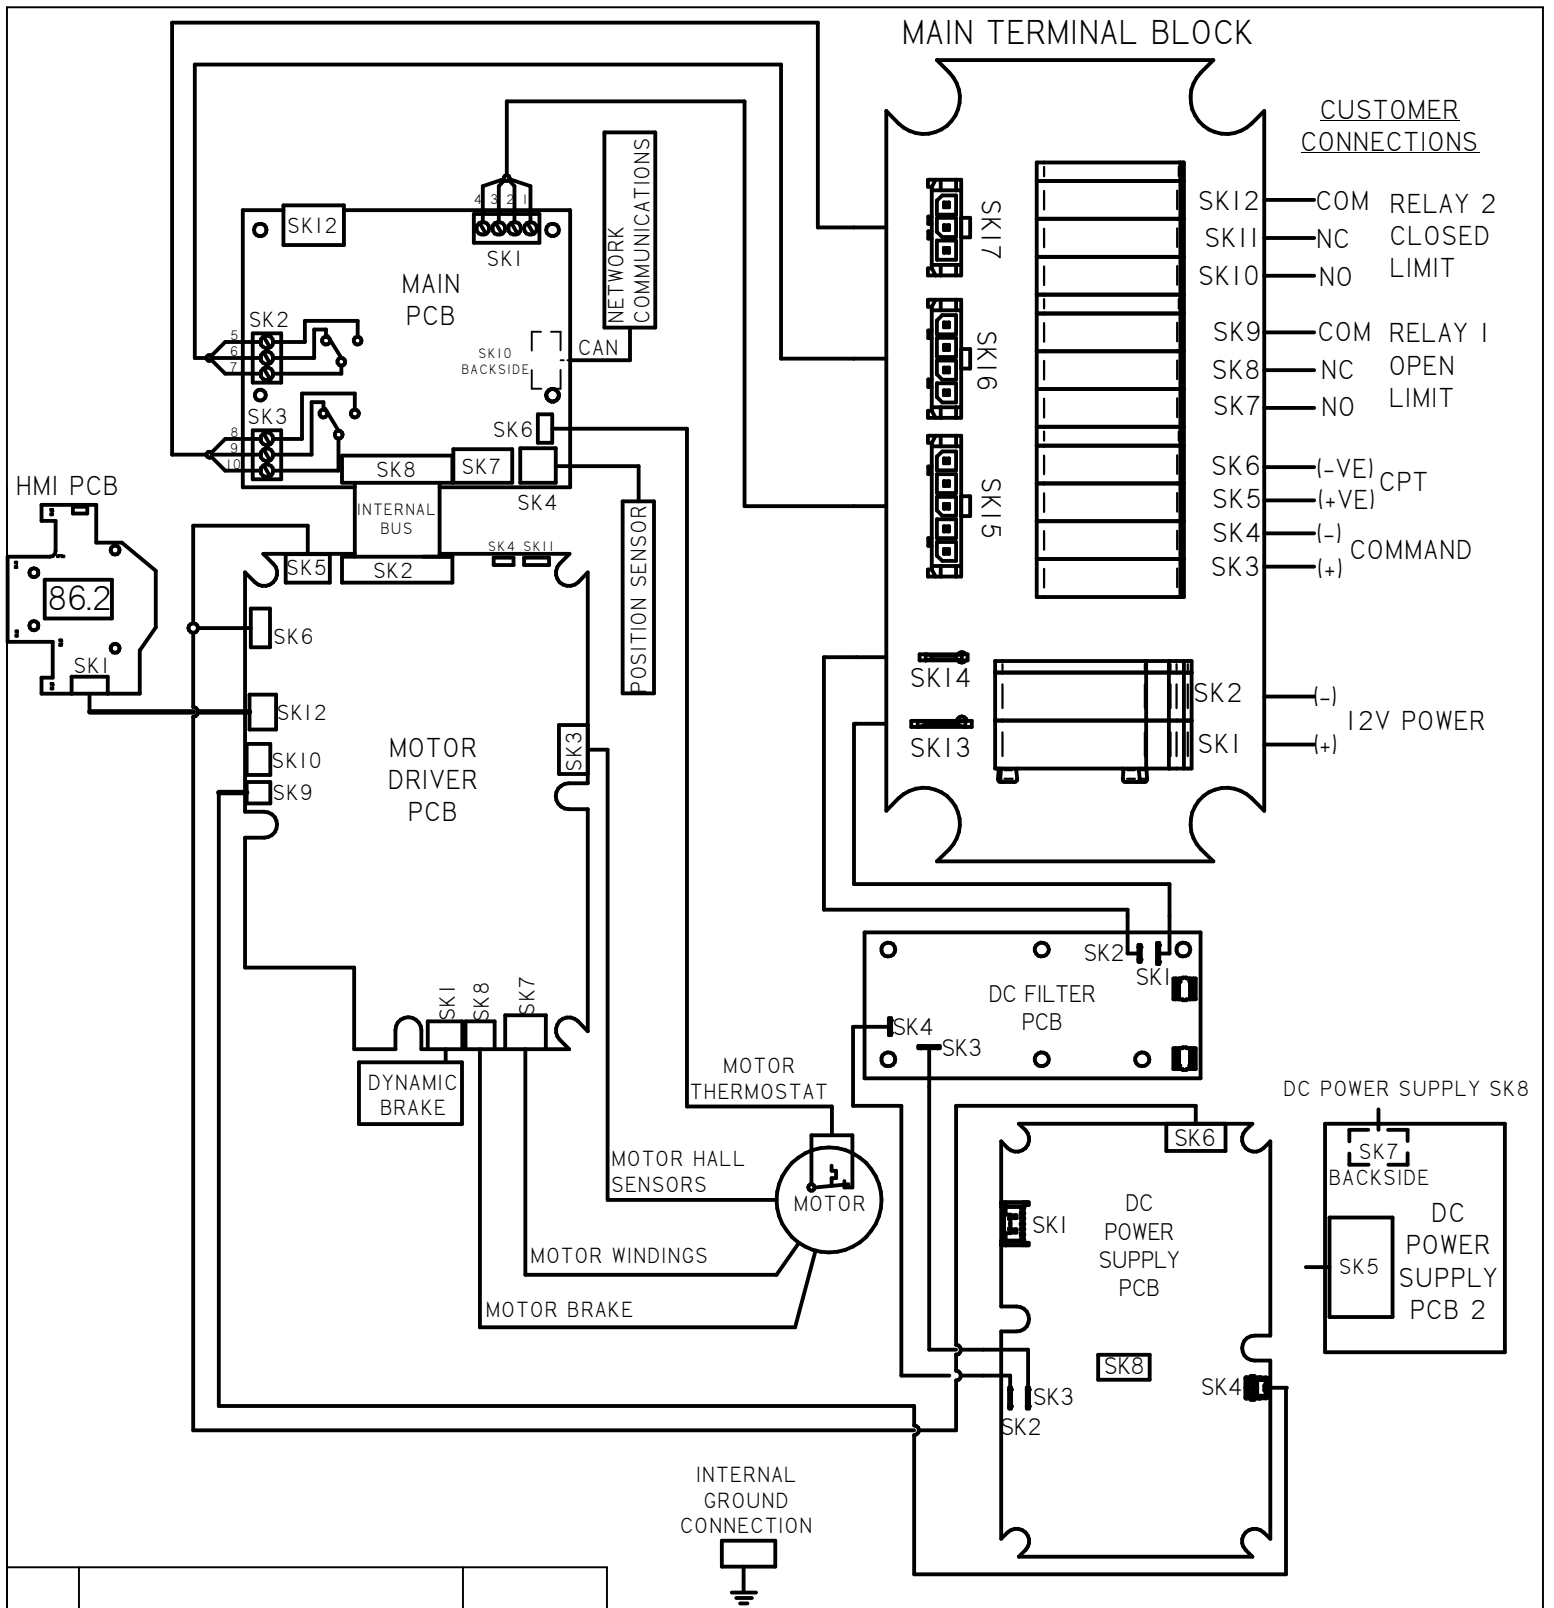 MAIN TERMINAL BLOCK
CUSTOMER
CONNECTIONS
SK17
SK16
SK15
SK14
SK13
SK12 COM
SK11 NC
SK10 NO
RELAY 2
CLOSED
LIMIT
SK9 COM
SK8 NC
SK7 NO
RELAY 1
OPEN
LIMIT
SK6 (-VE)
SK5 (+VE)
CPT
SK4 (-)
SK3 (+)
COMMAND
SK2 (-)
SK1 (+)
12V POWER
NETWORK
COMMUNICATIONS
4 3 2 1
SK12
SK1
MAIN
PCB
SK2
5
6
7
SK10
BACKSIDE
CAN
SK3
8
9
10
SK6
SK8
SK7
SK4
INTERNAL
BUS
POSITION SENSOR
HMI PCB
86.2
SK1
SK5
SK2
SK4 SK11
SK6
SK12
SK10
SK9
SK3
MOTOR
DRIVER
PCB
SK1
SK8
SK7
DYNAMIC
BRAKE
MOTOR
THERMOSTAT
MOTOR HALL
SENSORS
MOTOR
MOTOR WINDINGS
MOTOR BRAKE
SK2
SK1
DC FILTER
PCB
SK4
SK3
DC POWER SUPPLY SK8
SK7
BACKSIDE
SK5
DC
POWER
SUPPLY
PCB 2
SK6
SK1
DC
POWER
SUPPLY
PCB
SK8
SK4
SK3
SK2
INTERNAL
GROUND
CONNECTION